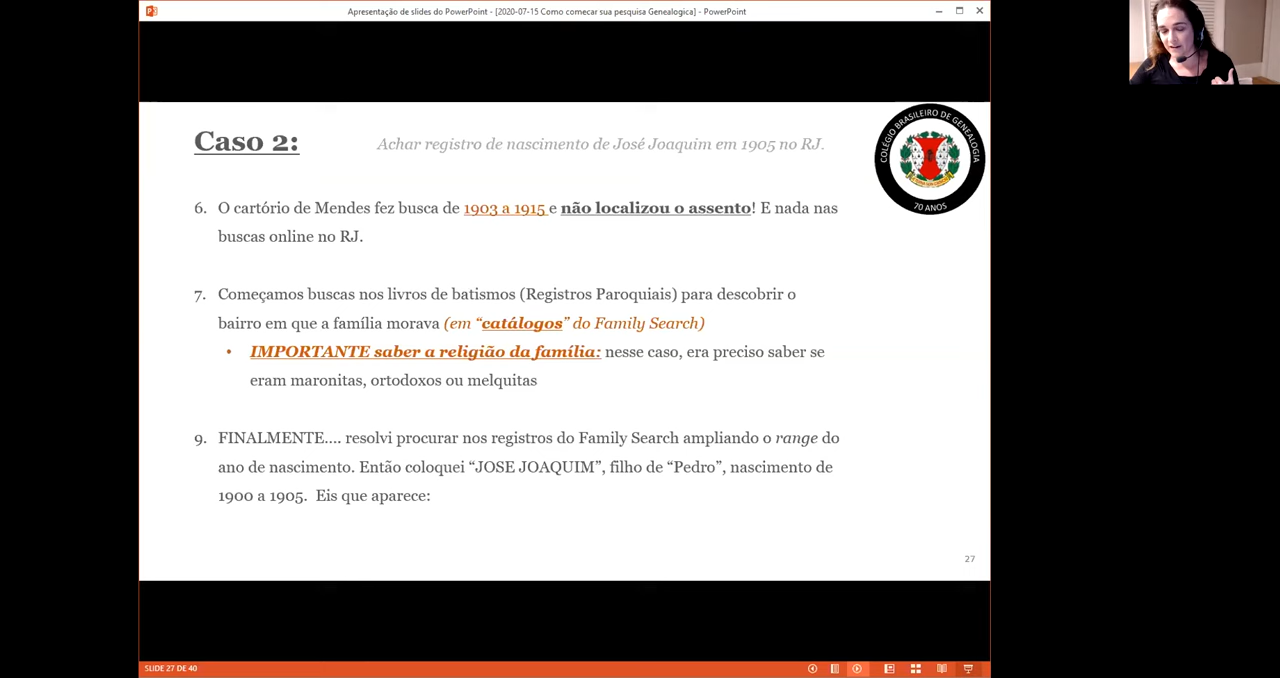 Apresentação de slides do PowerPoint - [2020-07-15 Como comecar sua pesquisa Genealogica] - PowerPoint
Caso 2:
Achar registro de nascimento de José Joaquim em 1905 no RJ.
COLÉGIO BRASILEIRO DE GENEALOGIA
70 ANOS
6. O cartório de Mendes fez busca de 1903 a 1915 e não localizou o assento! E nada nas
buscas online no RJ.
7. Começamos buscas nos livros de batismos (Registros Paroquiais) para descobrir o
bairro em que a família morava (em “catálogos” do Family Search)
• IMPORTANTE saber a religião da família: nesse caso, era preciso saber se
eram maronitas, ortodoxos ou melquitas
9. FINALMENTE.... resolvi procurar nos registros do Family Search ampliando o range do
ano de nascimento. Então coloquei “JOSE JOAQUIM”, filho de “Pedro”, nascimento de
1900 a 1905. Eis que aparece:
27
SLIDE 27 DE 40